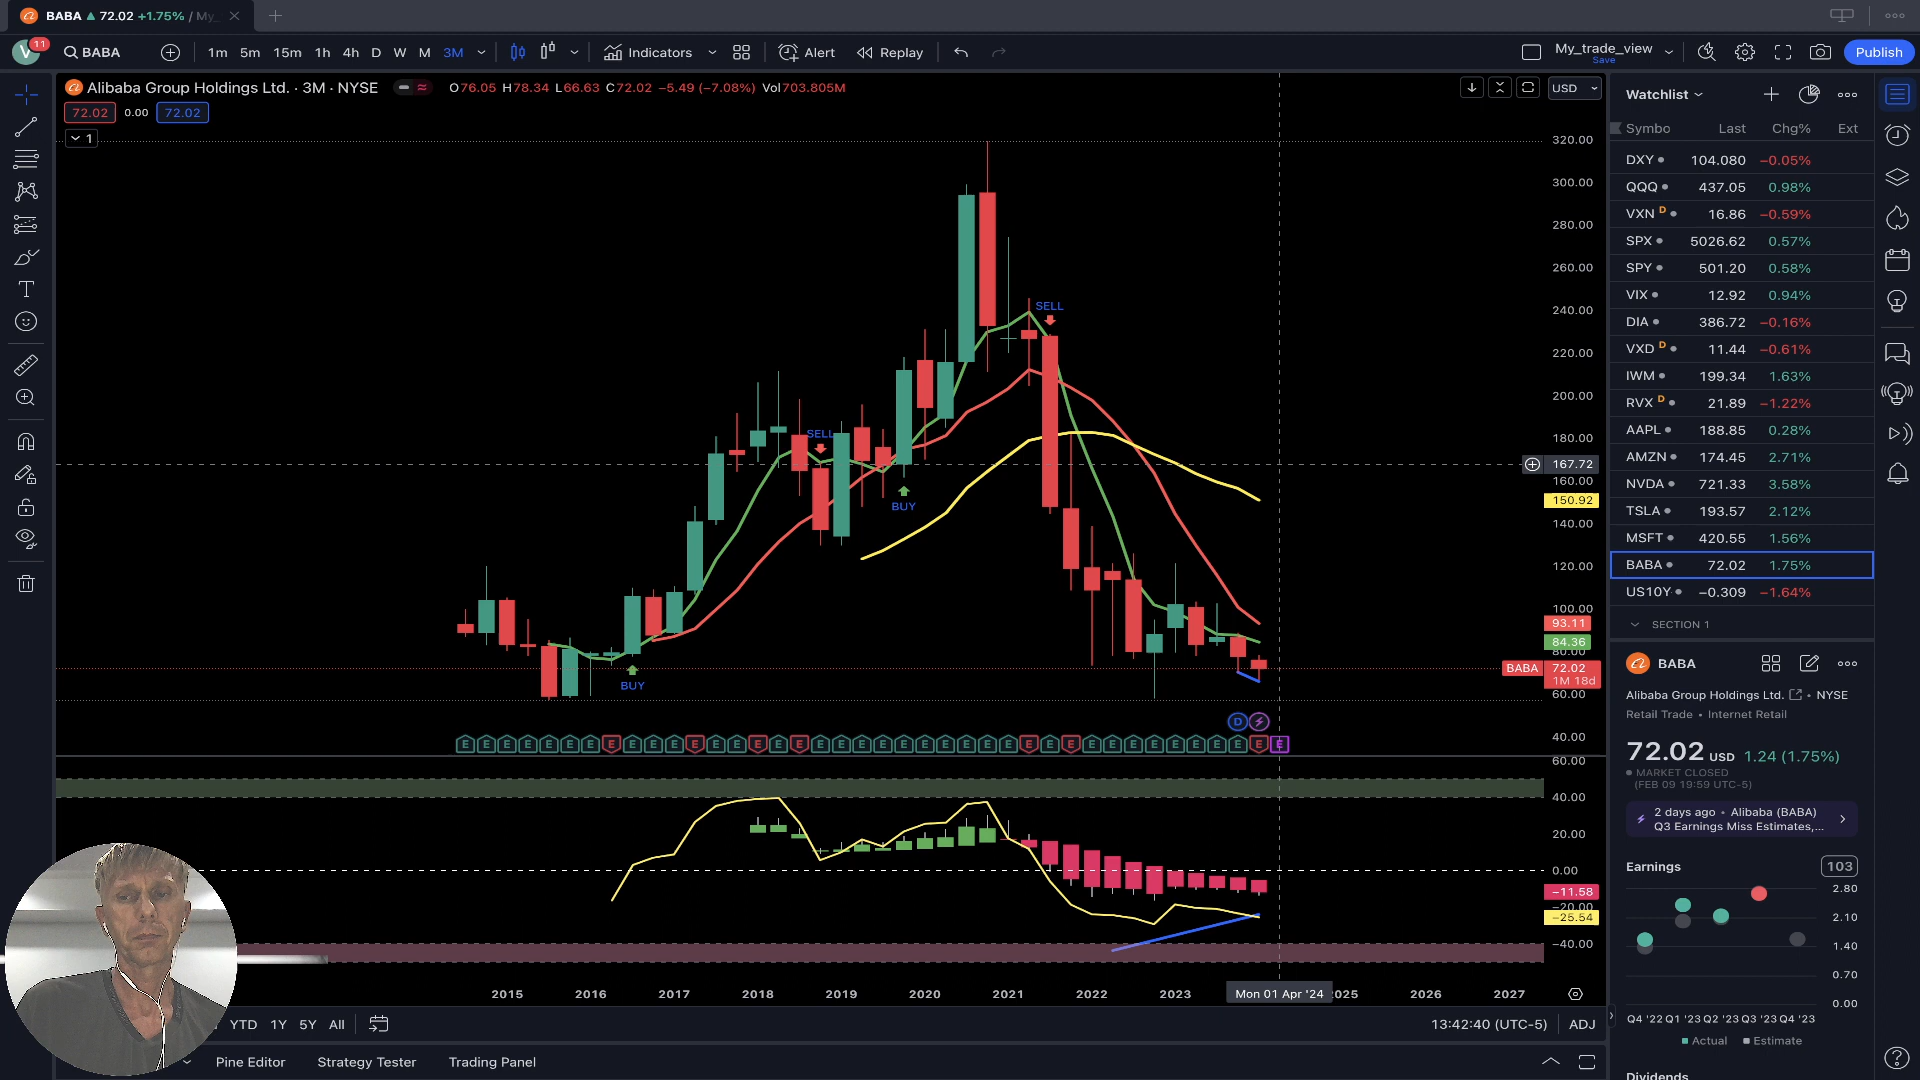 BABA ▲ 72.02 +1.75% / My_
V 11 BABA 1m 5m 15m 1h 4h D W M 3M Indicators Alert Replay My_trade_view Save Publish
Alibaba Group Holdings Ltd. · 3M · NYSE O76.05 H78.34 L66.63 C72.02 −5.49 (−7.08%) Vol703.805M USD
72.02 0.00 72.02
1
320.00
300.00
280.00
260.00
240.00
220.00
200.00
180.00
167.72
160.00
150.92
140.00
120.00
100.00
93.11
84.36
80.00
BABA 72.02
1M 18d
60.00
40.00
SELL
SELL
BUY
BUY
D
E E E E E E E E E E E E E E E E E E E E E E E E E E E E E E E E E E E E E E E E
60.00
40.00
20.00
0.00
−11.58
−20.00
−25.54
−40.00
2015 2016 2017 2018 2019 2020 2021 2022 2023 Mon 01 Apr '24 2025 2026 2027
YTD 1Y 5Y All 13:42:40 (UTC-5) ADJ
Pine Editor Strategy Tester Trading Panel
Watchlist
Symbo Last Chg% Ext
DXY 104.080 −0.05%
QQQ 437.05 0.98%
VXN D 16.86 −0.59%
SPX 5026.62 0.57%
SPY 501.20 0.58%
VIX 12.92 0.94%
DIA 386.72 −0.16%
VXD D 11.44 −0.61%
IWM 199.34 1.63%
RVX D 21.89 −1.22%
AAPL 188.85 0.28%
AMZN 174.45 2.71%
NVDA 721.33 3.58%
TSLA 193.57 2.12%
MSFT 420.55 1.56%
BABA 72.02 1.75%
US10Y- −0.309 −1.64%
SECTION 1
BABA
Alibaba Group Holdings Ltd. • NYSE
Retail Trade • Internet Retail
72.02 USD 1.24 (1.75%)
MARKET CLOSED
(FEB 09 19:59 UTC-5)
2 days ago • Alibaba (BABA)
Q3 Earnings Miss Estimates,...
Earnings 103
2.80
2.10
1.40
0.70
0.00
Q4 '22 Q1 '23 Q2 '23 Q3 '23 Q4 '23
Actual Estimate
Dividends